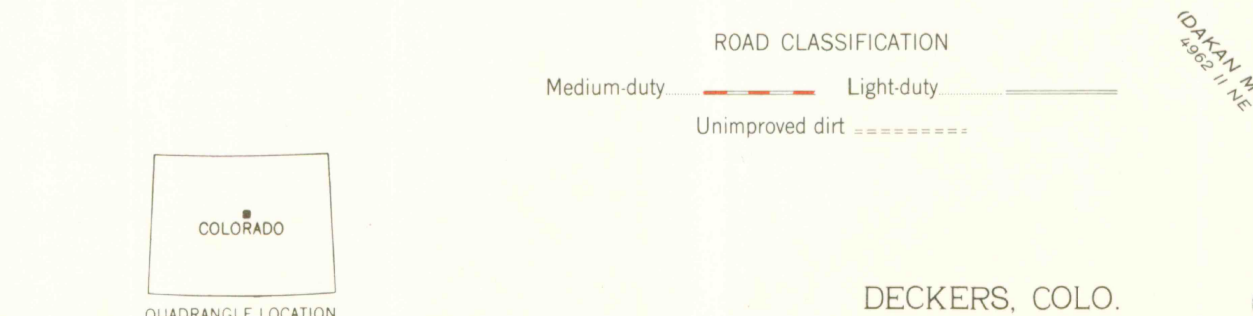 ROAD CLASSIFICATION
Medium-duty Light-duty
Unimproved dirt
(DAKAN
4962 II NE
COLORADO
QUADRANGLE LOCATION
DECKERS, COLO.